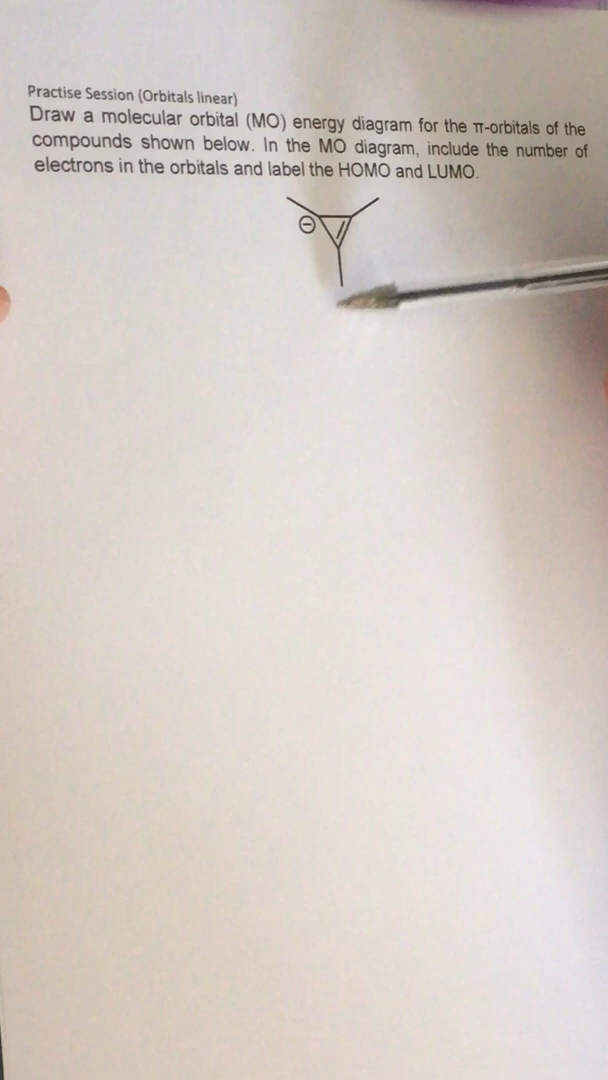 Practise Session (Orbitals linear)
Draw a molecular orbital (MO) energy diagram for the π-orbitals of the
compounds shown below. In the MO diagram, include the number of
electrons in the orbitals and label the HOMO and LUMO.
⊖